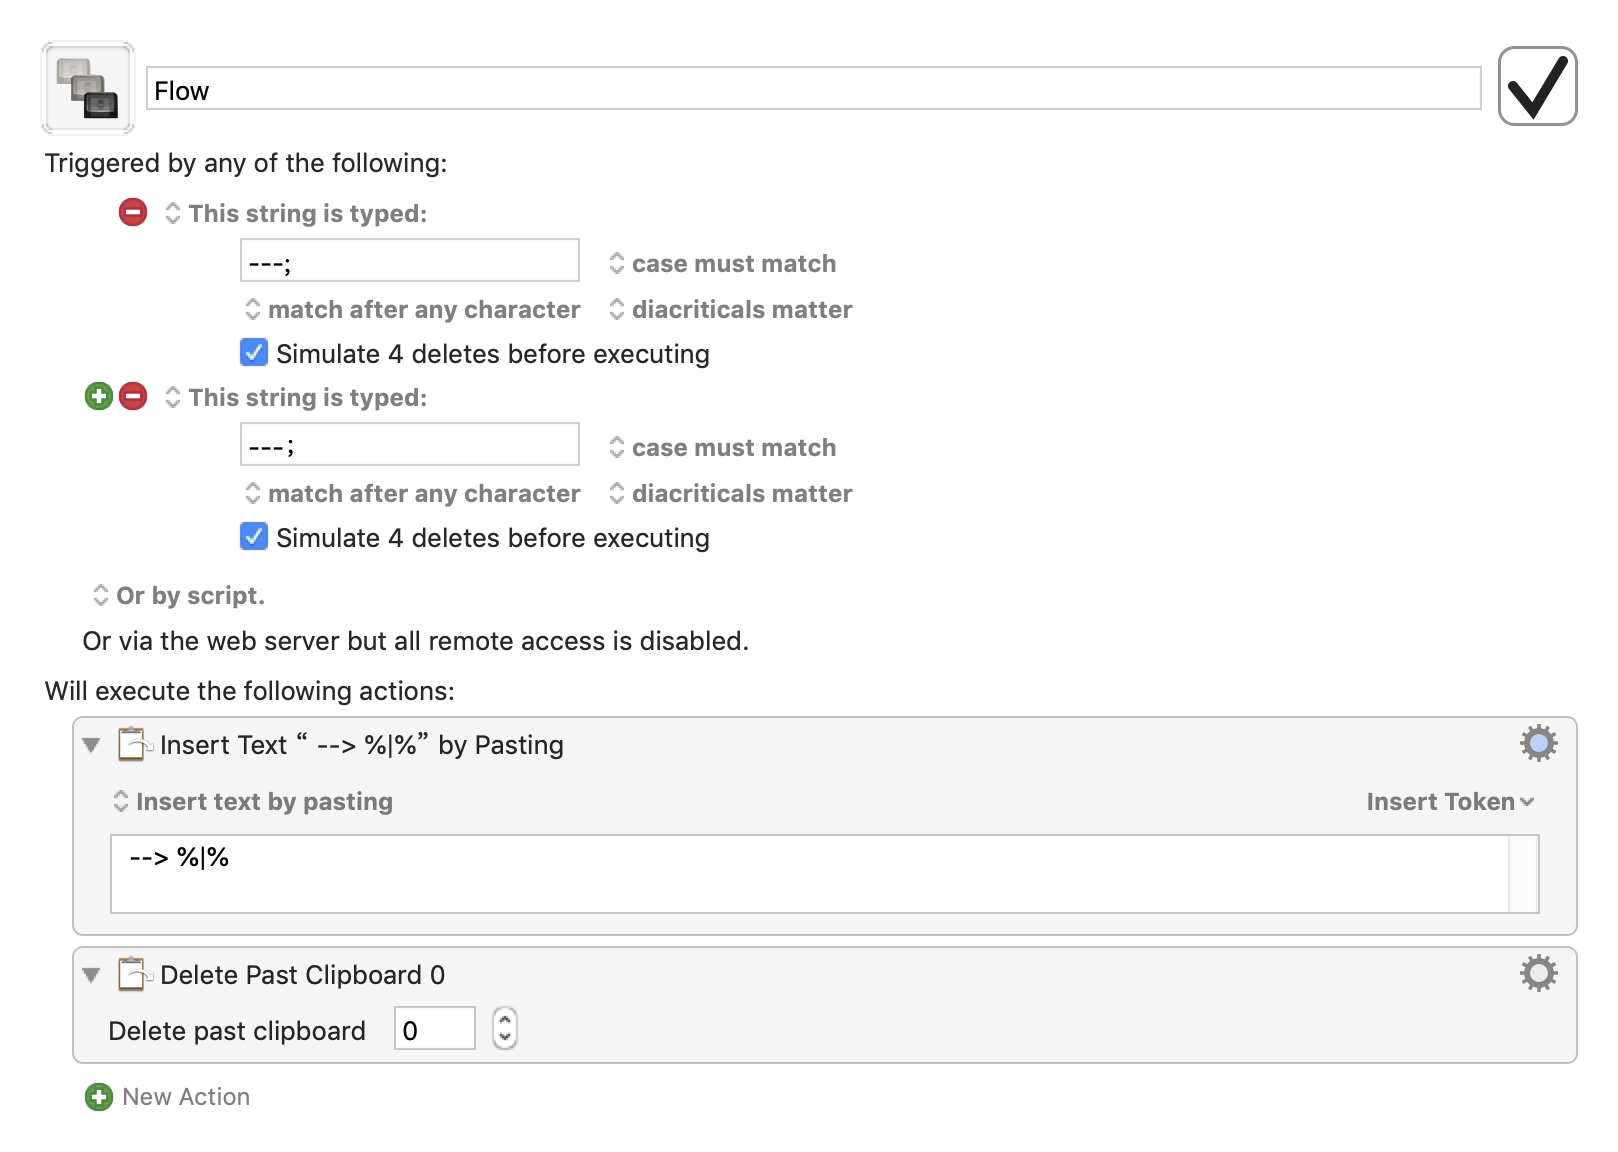 Flow
Triggered by any of the following:
This string is typed:
---;
case must match
match after any character
diacriticals matter
Simulate 4 deletes before executing
This string is typed:
---；
case must match
match after any character
diacriticals matter
Simulate 4 deletes before executing
Or by script.
Or via the web server but all remote access is disabled.
Will execute the following actions:
Insert Text “ --> %|%” by Pasting
Insert text by pasting
Insert Token
--> %|%
Delete Past Clipboard 0
Delete past clipboard 0
New Action